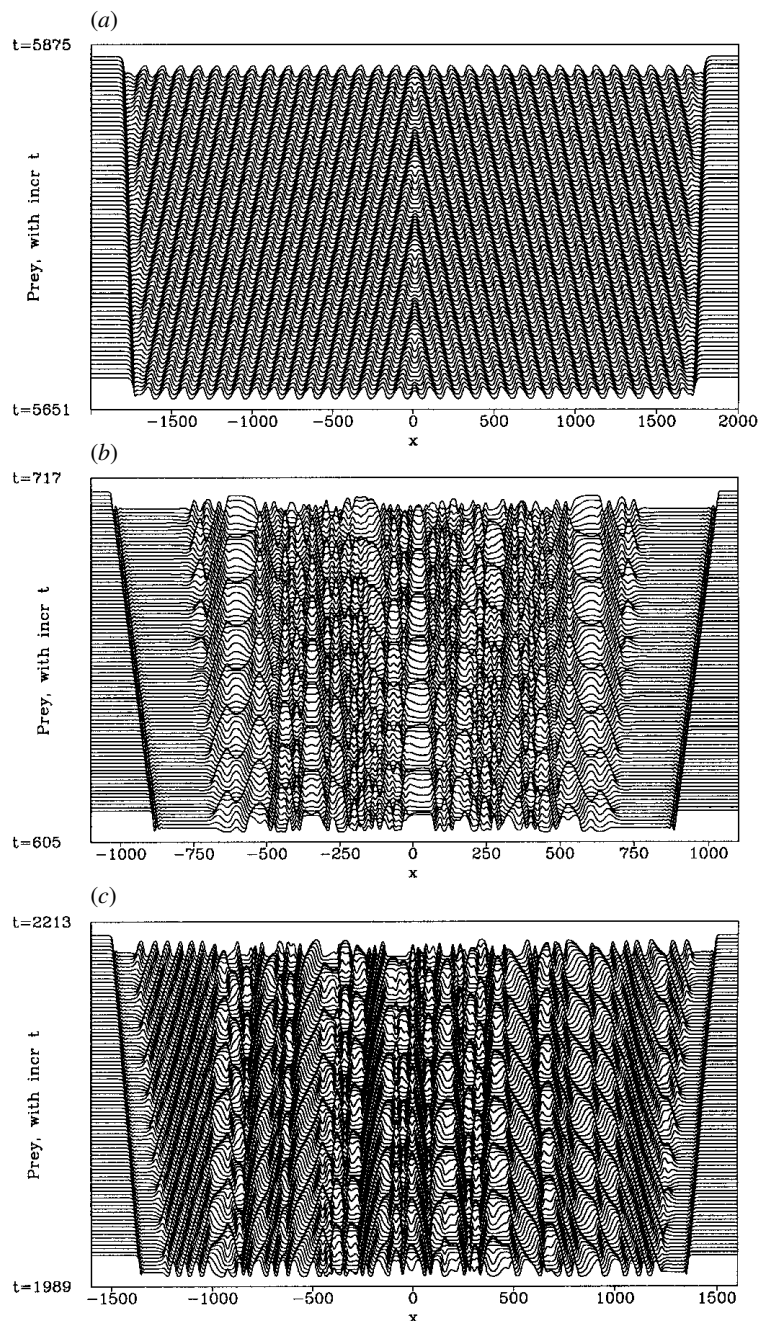 (a)
t=5875
Prey, with incr t
t=5651
−1500 −1000 −500 0 500 1000 1500 2000
x
(b)
t=717
Prey, with incr t
t=605
−1000 −750 −500 −250 0 250 500 750 1000
x
(c)
t=2213
Prey, with incr t
t=1989
−1500 −1000 −500 0 500 1000 1500
x